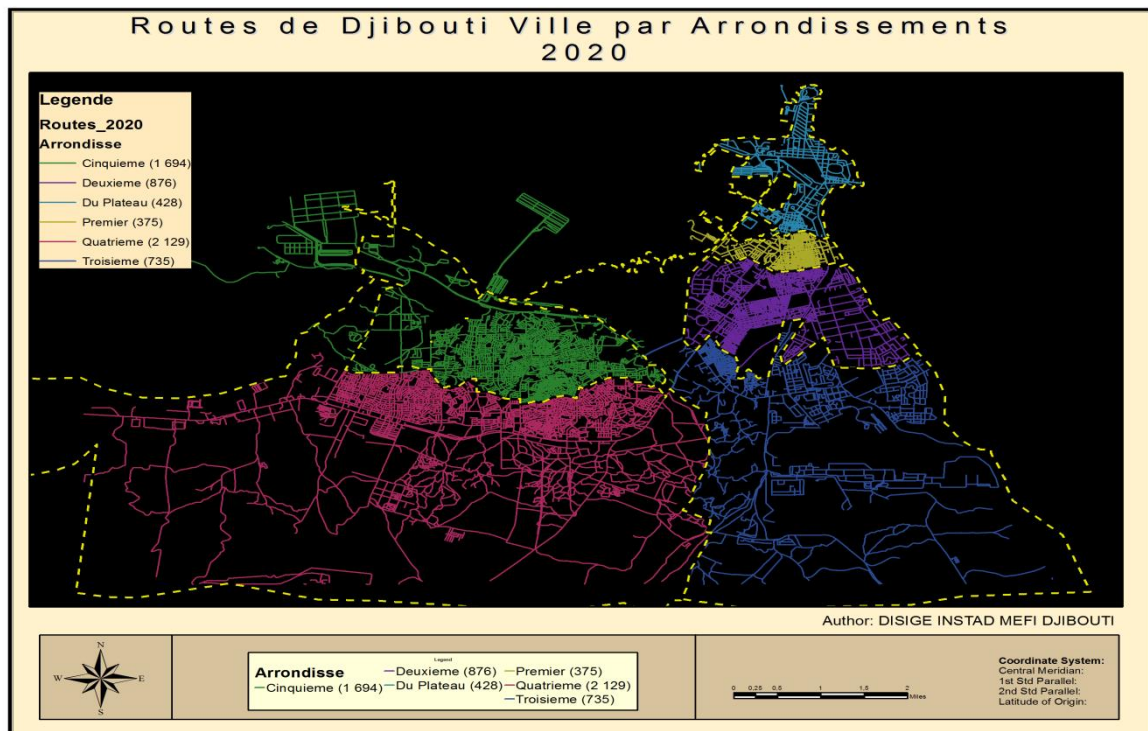 Routes de Djibouti Ville par Arrondissements
2020
Legende
Routes_2020
Arrondisse
Cinquieme (1 694)
Deuxieme (876)
Du Plateau (428)
Premier (375)
Quatrieme (2 129)
Troisieme (735)
Author: DISIGE INSTAD MEFI DJIBOUTI
N
W E
S
Legend
Arrondisse
Cinquieme (1 694)
Deuxieme (876)
Du Plateau (428)
Premier (375)
Quatrieme (2 129)
Troisieme (735)
0 0,25 0,5 1 1,5 2
Miles
Coordinate System:
Central Meridian:
1st Std Parallel:
2nd Std Parallel:
Latitude of Origin: